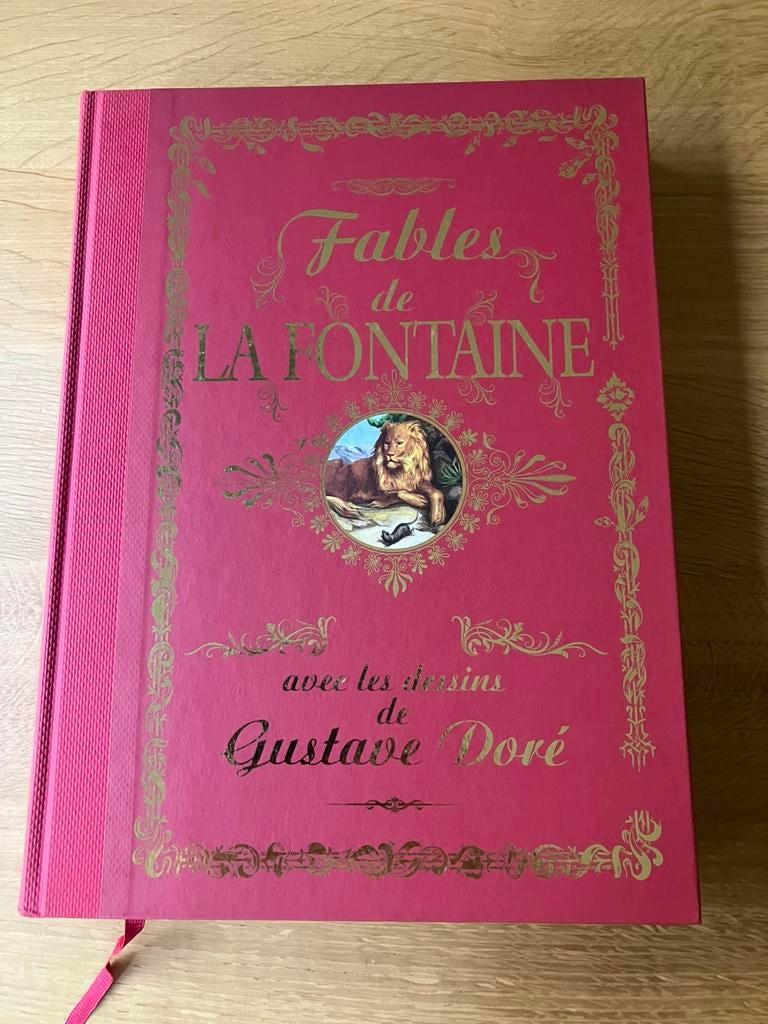 Fables
de
LA FONTAINE
avec les dessins
de
Gustave Doré